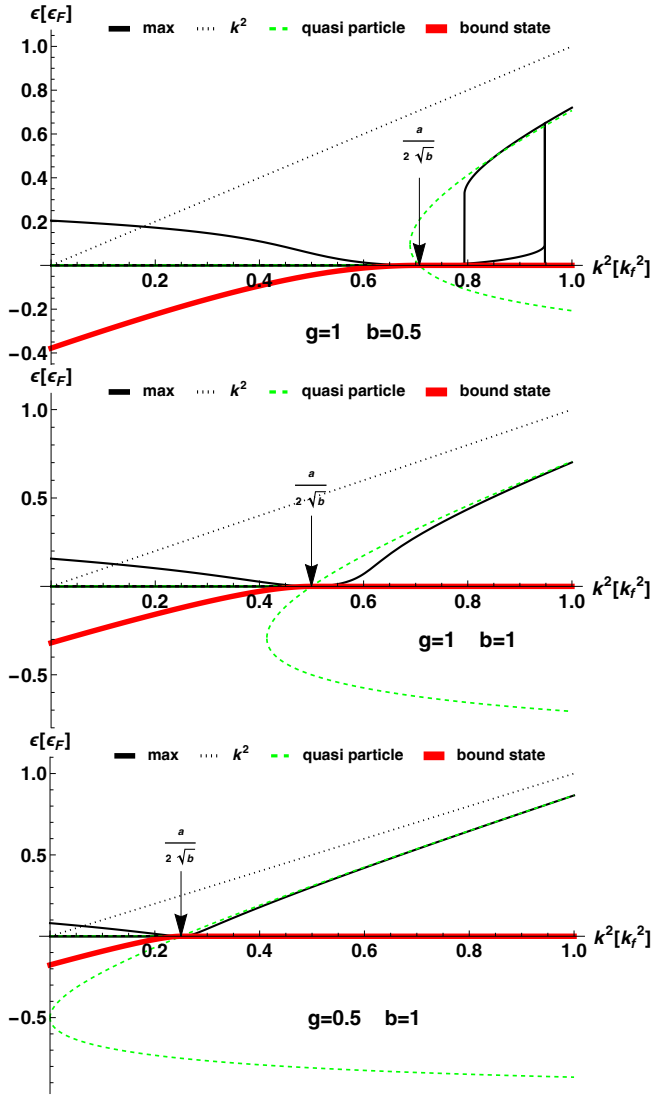 ϵ[ϵF]
max k² quasi particle bound state
1.0
0.8
0.6
0.4
0.2
−0.2
−0.4
a
2 √b
0.2 0.4 0.6 0.8 1.0 k²[kf²]
g=1 b=0.5
ϵ[ϵF]
max k² quasi particle bound state
1.0
0.5
−0.5
a
2 √b
0.2 0.4 0.6 0.8 1.0 k²[kf²]
g=1 b=1
ϵ[ϵF]
max k² quasi particle bound state
1.0
0.5
−0.5
a
2 √b
0.2 0.4 0.6 0.8 1.0 k²[kf²]
g=0.5 b=1